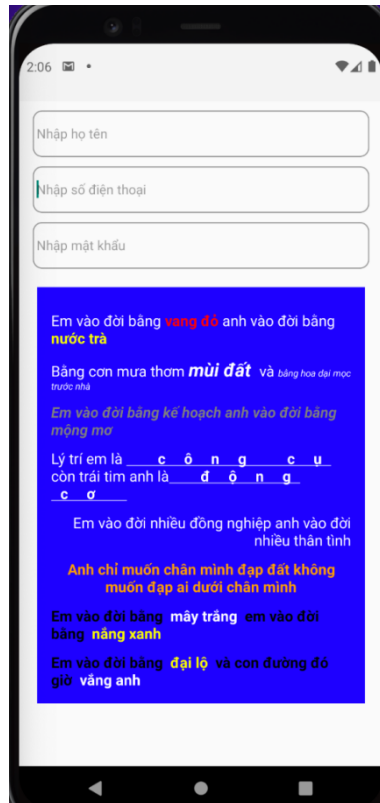 2:06
Nhập họ tên
Nhập số điện thoại
Nhập mật khẩu
Em vào đời bằng vang đỏ anh vào đời bằng
nước trà
Bằng cơn mưa thơm mùi đất và bằng hoa dại mọc
trước nhà
Em vào đời bằng kế hoạch anh vào đời bằng
mộng mơ
Lý trí em là c ô n g c ụ
còn trái tim anh là đ ộ n g
c ơ
Em vào đời nhiều đồng nghiệp anh vào đời
nhiều thân tình
Anh chỉ muốn chân mình đạp đất không
muốn đạp ai dưới chân mình
Em vào đời bằng mây trắng em vào đời
bằng nắng xanh
Em vào đời bằng đại lộ và con đường đó
giờ vắng anh